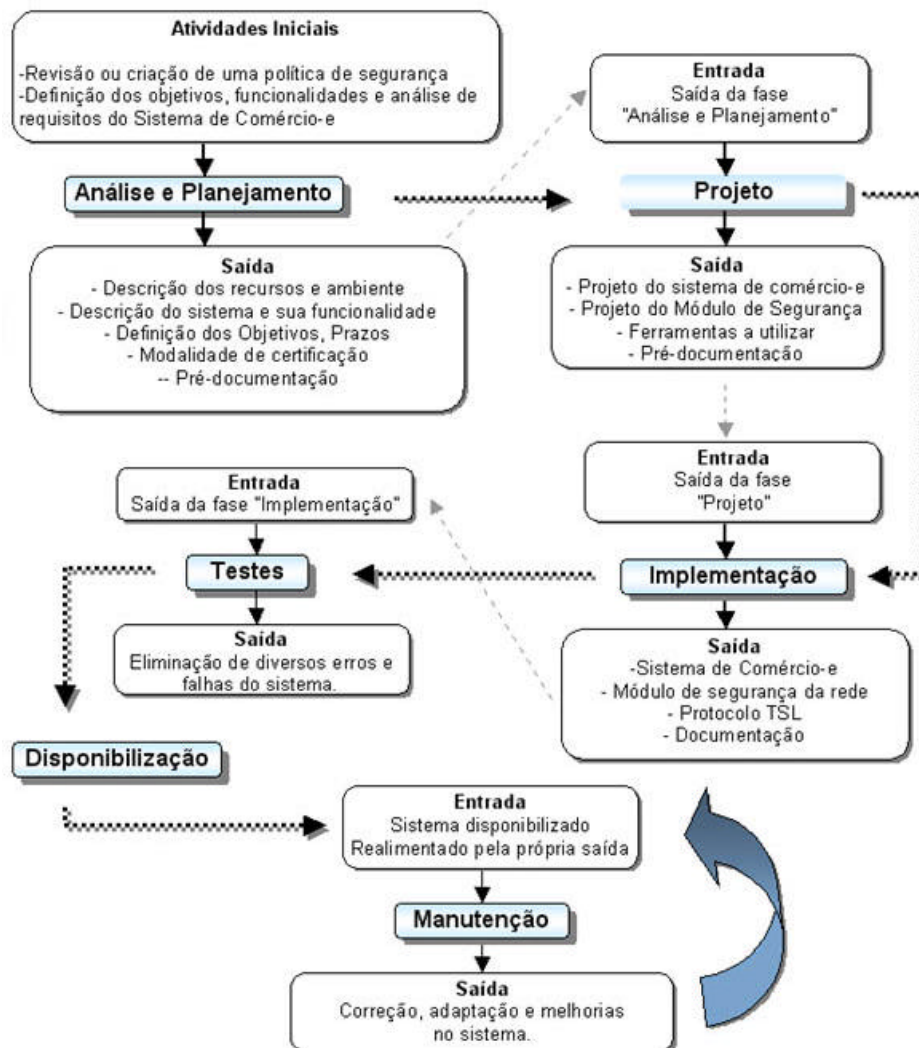 Atividades Iniciais
-Revisão ou criação de uma política de segurança
-Definição dos objetivos, funcionalidades e análise de
requisitos do Sistema de Comércio-e
Análise e Planejamento
Saída
- Descrição dos recursos e ambiente
- Descrição do sistema e sua funcionalidade
- Definição dos Objetivos, Prazos
- Modalidade de certificação
-- Pré-documentação
Entrada
Saída da fase
"Análise e Planejamento"
Projeto
Saída
- Projeto do sistema de comércio-e
- Projeto do Módulo de Segurança
- Ferramentas a utilizar
- Pré-documentação
Entrada
Saída da fase
"Projeto"
Implementação
Saída
-Sistema de Comércio-e
- Módulo de segurança da rede
- Protocolo TSL
- Documentação
Entrada
Saída da fase "Implementação"
Testes
Saída
Eliminação de diversos erros e
falhas do sistema.
Disponibilização
Entrada
Sistema disponibilizado
Realimentado pela própria saída
Manutenção
Saída
Correção, adaptação e melhorias
no sistema.